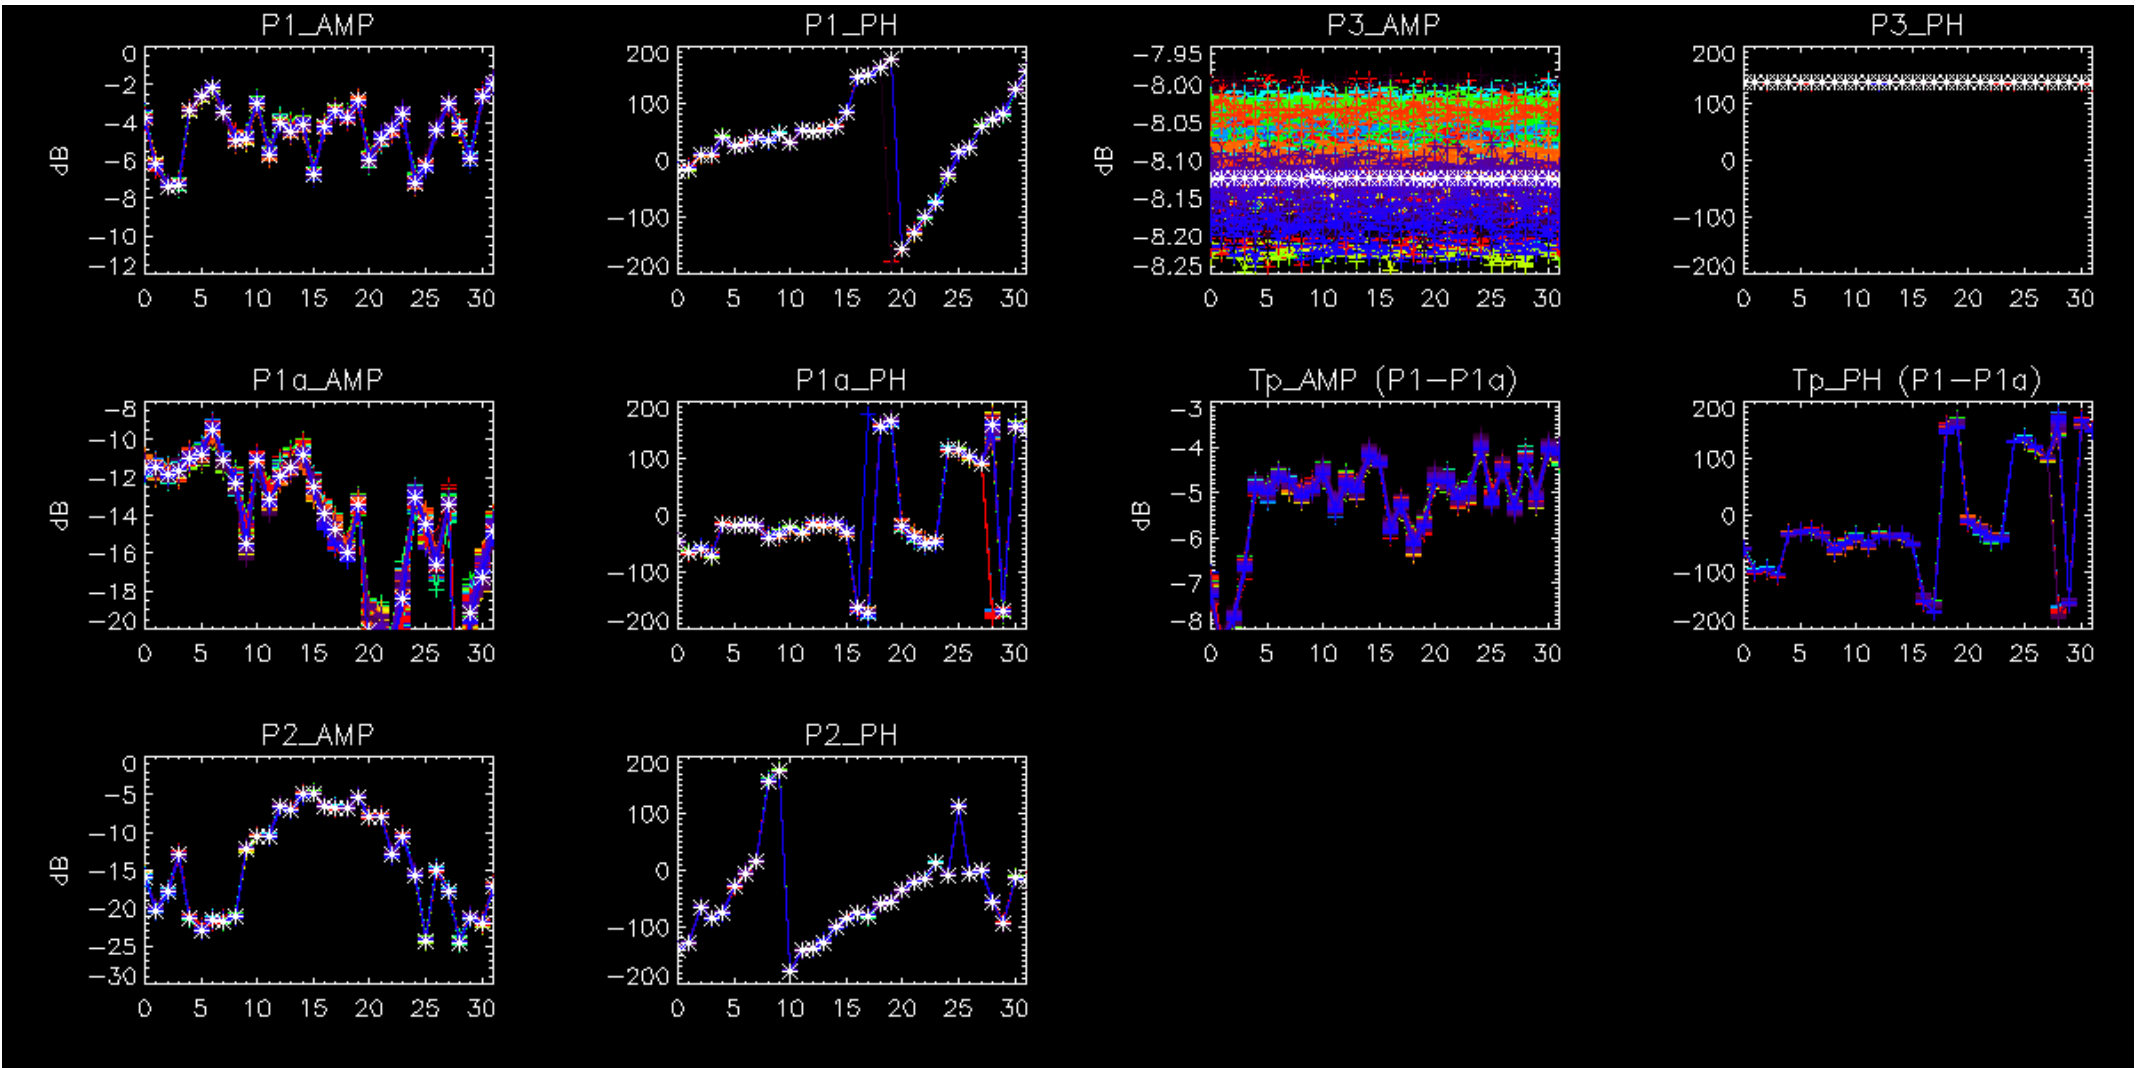 P1_AMP
0
-2
-4
-6
-8
-10
-12
dB
0 5 10 15 20 25 30
P1_PH
200
100
0
-100
-200
0 5 10 15 20 25 30
P3_AMP
-7.95
-8.00
-8.05
-8.10
-8.15
-8.20
-8.25
dB
0 5 10 15 20 25 30
P3_PH
200
100
0
-100
-200
0 5 10 15 20 25 30
P1a_AMP
-8
-10
-12
-14
-16
-18
-20
dB
0 5 10 15 20 25 30
P1a_PH
200
100
0
-100
-200
0 5 10 15 20 25 30
Tp_AMP (P1-P1a)
-3
-4
-5
-6
-7
-8
dB
0 5 10 15 20 25 30
Tp_PH (P1-P1a)
200
100
0
-100
-200
0 5 10 15 20 25 30
P2_AMP
0
-5
-10
-15
-20
-25
-30
dB
0 5 10 15 20 25 30
P2_PH
200
100
0
-100
-200
0 5 10 15 20 25 30